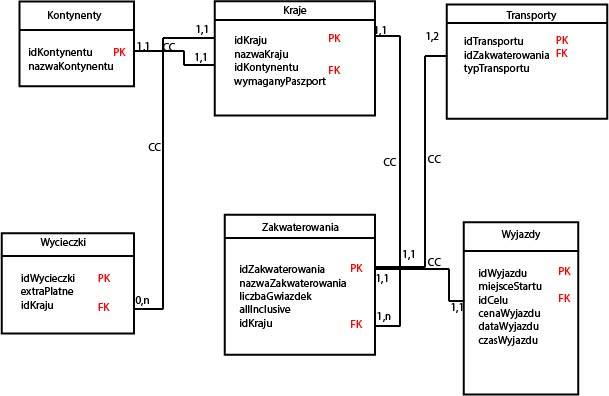 Kontynenty
idKontynentu PK
nazwaKontynentu
1,1
CC
1,1
1,1
Kraje
idKraju PK
nazwaKraju
idKontynentu FK
wymaganyPaszport
1,1
1,2
Transporty
idTransportu PK
idZakwaterowania FK
typTransportu
CC
CC
CC
Wycieczki
idWycieczki PK
extraPlatne
idKraju FK
0,n
Zakwaterowania
idZakwaterowania PK
nazwaZakwaterowania
liczbaGwiazdek
allInclusive
idKraju FK
1,1
1,1
1,n
CC
1,1
Wyjazdy
idWyjazdu PK
miejsceStartu
idCelu FK
cenaWyjazdu
dataWyjazdu
czasWyjazdu